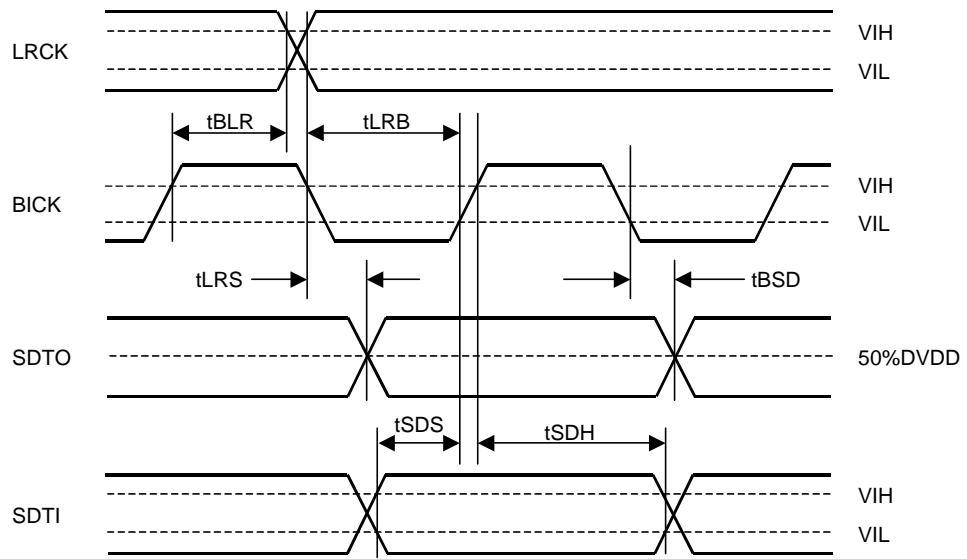 LRCK
VIH
VIL
tBLR
tLRB
BICK
VIH
VIL
tLRS
tBSD
SDTO
50%DVDD
tSDS
tSDH
SDTI
VIH
VIL